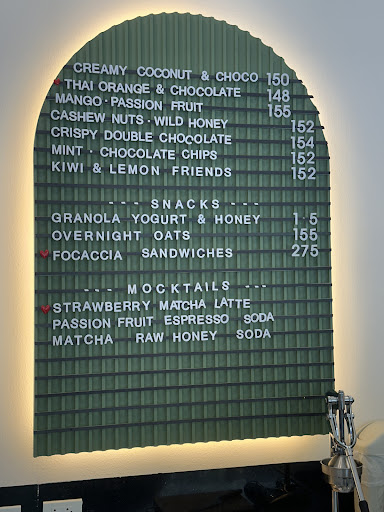 CREAMY COCONUT & CHOCO 150
THAI ORANGE & CHOCOLATE 148
MANGO · PASSION FRUIT 155
CASHEW NUTS · WILD HONEY 152
CRISPY DOUBLE CHOCOLATE 154
MINT · CHOCOLATE CHIPS 152
KIWI & LEMON FRIENDS 152
--- SNACKS ---
GRANOLA YOGURT & HONEY 1 5
OVERNIGHT OATS 155
FOCACCIA SANDWICHES 275
--- MOCKTAILS ---
STRAWBERRY MATCHA LATTE
PASSION FRUIT ESPRESSO SODA
MATCHA RAW HONEY SODA